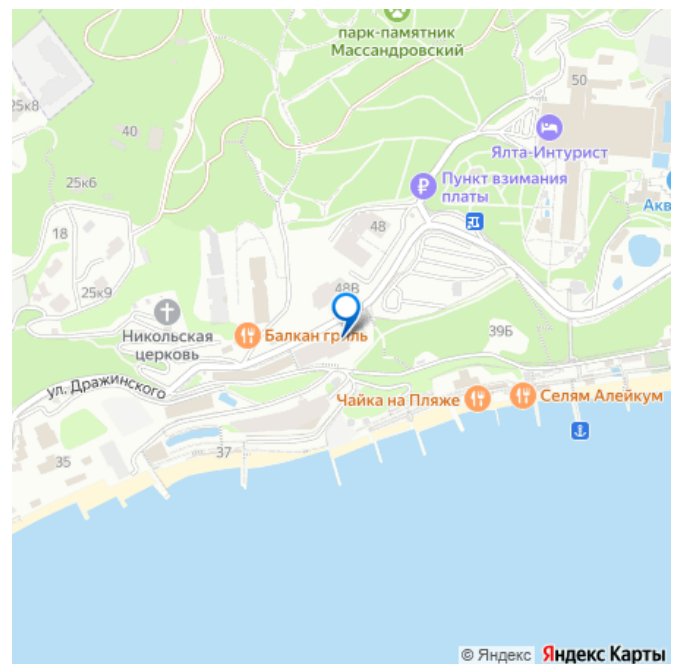 парк-памятник
Массандровский
50
25к8
40
Ялта-Интурист
Пункт взимания
платы
25к6
Акв
18
48
25к9
48В
Никольская
церковь
Балкан гриль
39Б
ул. Дражинского
Чайка на Пляже
Селям Алейкум
35
37
© Яндекс Яндекс Карты